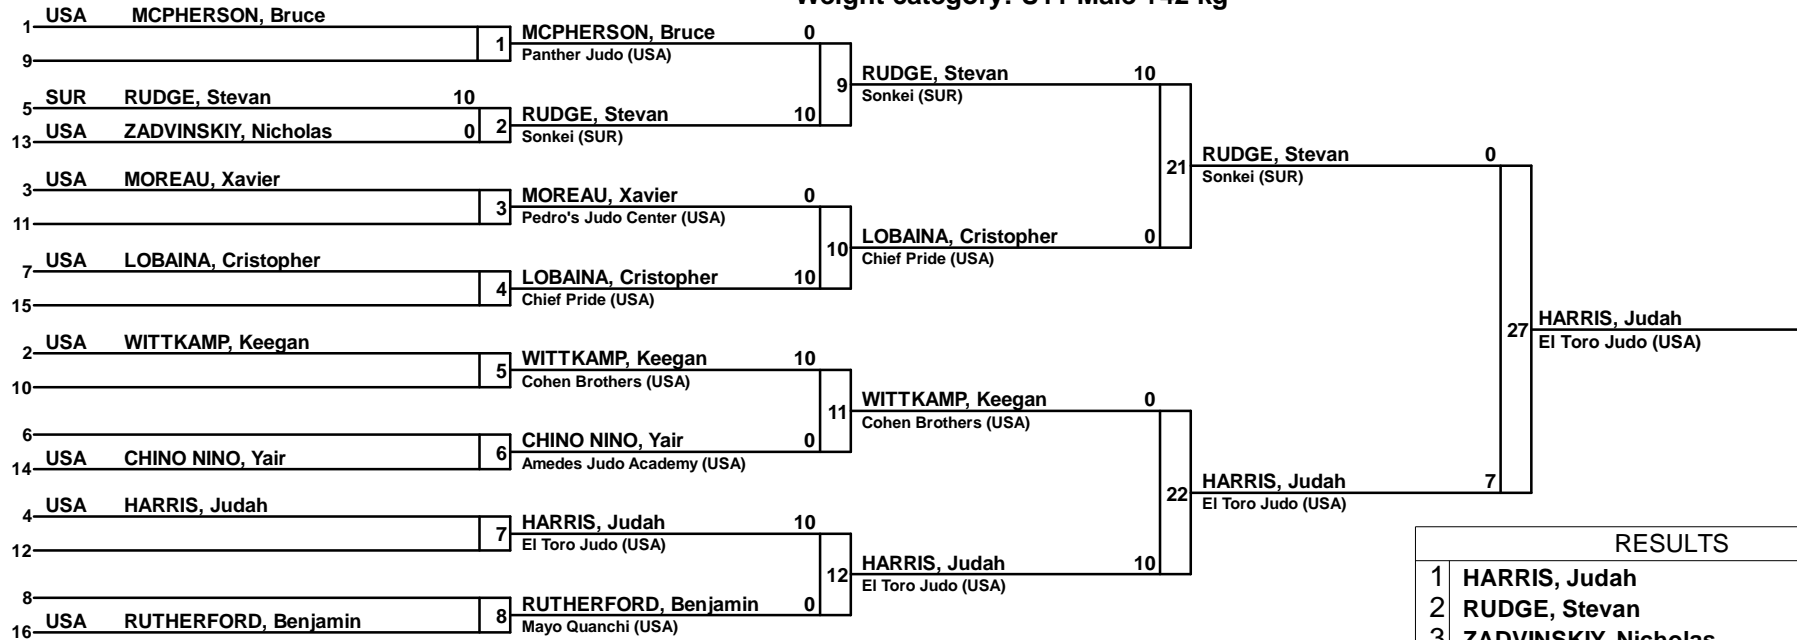 Weight category: U11 Male +42 kg
1 USA MCPHERSON, Bruce
9
1
MCPHERSON, Bruce 0
Panther Judo (USA)
5 SUR RUDGE, Stevan 10
13 USA ZADVINSKIY, Nicholas 0
2
RUDGE, Stevan 10
Sonkei (SUR)
9
RUDGE, Stevan 10
Sonkei (SUR)
3 USA MOREAU, Xavier
11
3
MOREAU, Xavier 0
Pedro's Judo Center (USA)
7 USA LOBAINA, Cristopher
15
4
LOBAINA, Cristopher 10
Chief Pride (USA)
10
LOBAINA, Cristopher 0
Chief Pride (USA)
21
RUDGE, Stevan 0
Sonkei (SUR)
2 USA WITTKAMP, Keegan
10
5
WITTKAMP, Keegan 10
Cohen Brothers (USA)
6
14 USA CHINO NINO, Yair
6
CHINO NINO, Yair 0
Amedes Judo Academy (USA)
11
WITTKAMP, Keegan 0
Cohen Brothers (USA)
4 USA HARRIS, Judah
12
7
HARRIS, Judah 10
El Toro Judo (USA)
8
16 USA RUTHERFORD, Benjamin
8
RUTHERFORD, Benjamin 0
Mayo Quanchi (USA)
12
HARRIS, Judah 10
El Toro Judo (USA)
22
HARRIS, Judah 7
El Toro Judo (USA)
27
HARRIS, Judah
El Toro Judo (USA)
RESULTS
1 HARRIS, Judah
2 RUDGE, Stevan
3 ZADVINSKIY, Nicholas